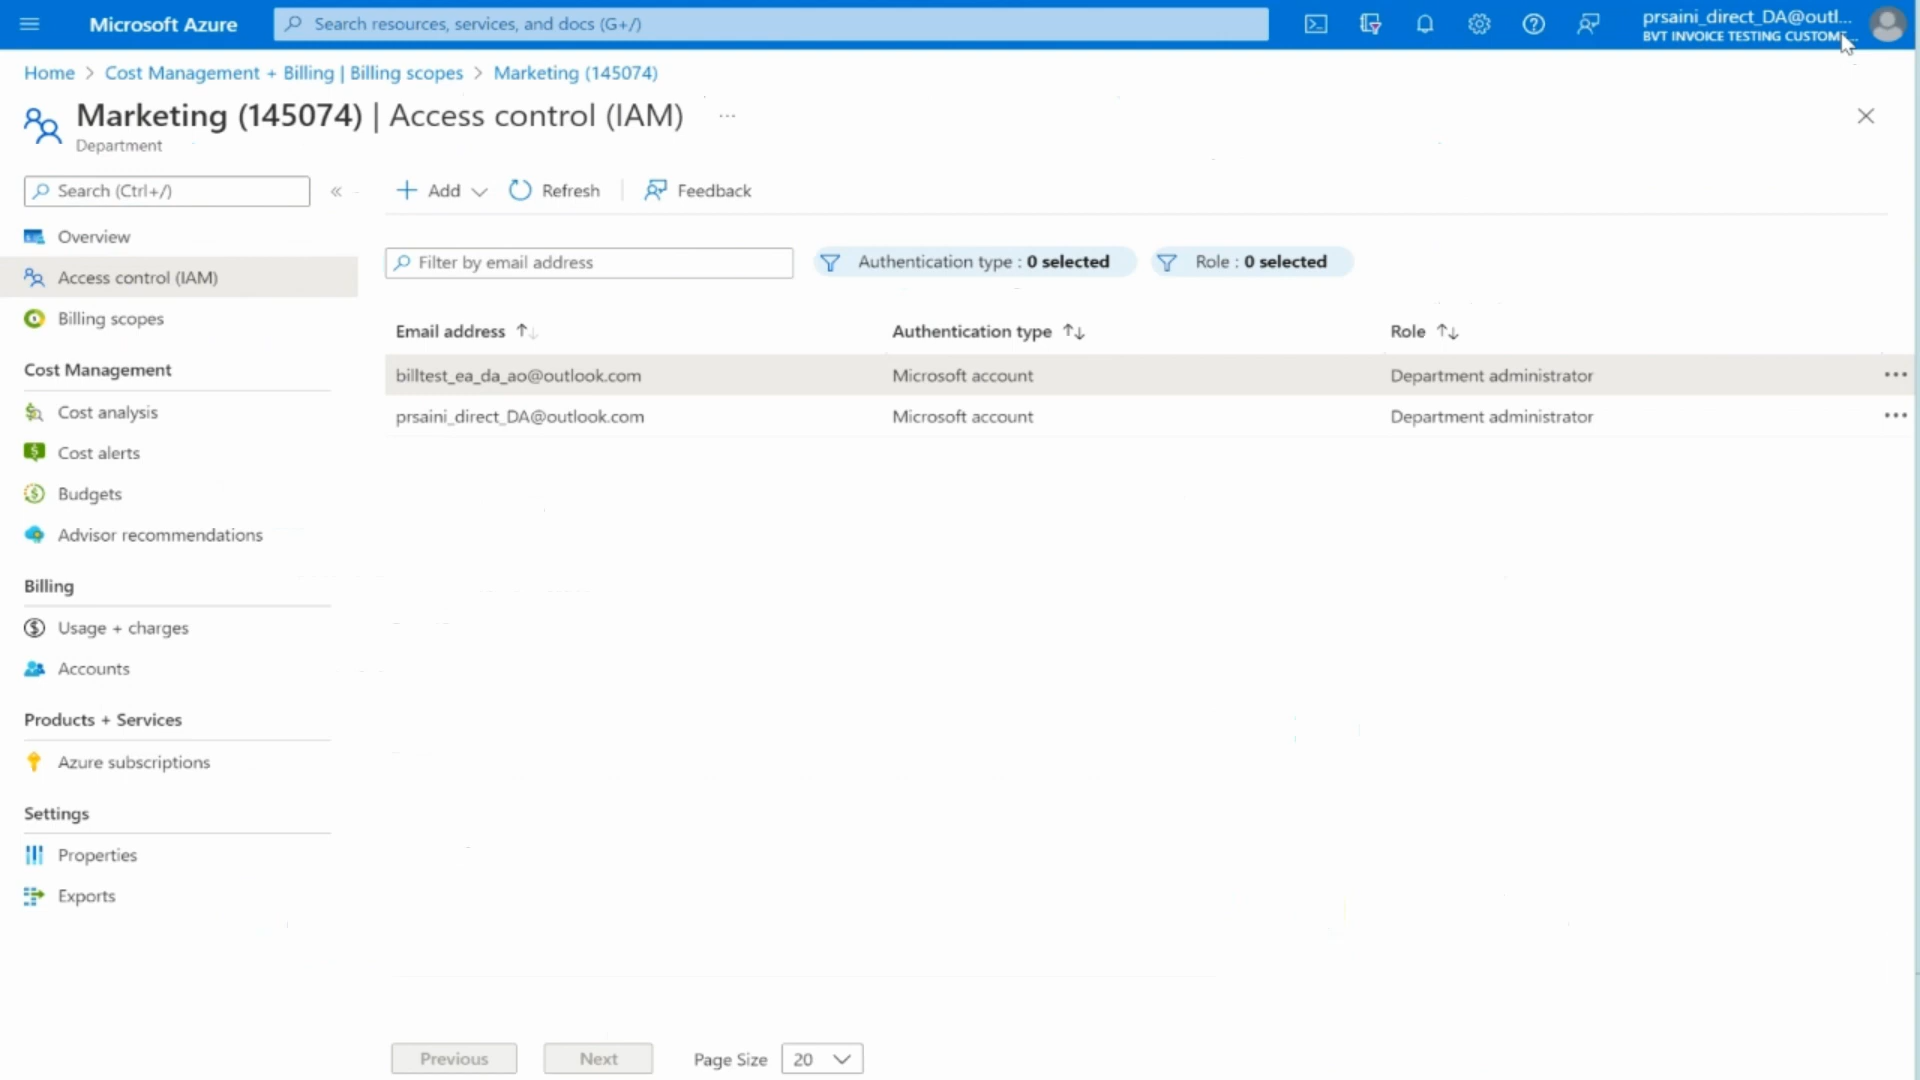 Microsoft Azure
Search resources, services, and docs (G+/)
prsaini_direct_DA@outl...
BVT INVOICE TESTING CUSTOME...
Home > Cost Management + Billing | Billing scopes > Marketing (145074)
Marketing (145074) | Access control (IAM) ...
Department
Search (Ctrl+/)
«
Add
Refresh
Feedback
Overview
Access control (IAM)
Billing scopes
Cost Management
Cost analysis
Cost alerts
Budgets
Advisor recommendations
Billing
Usage + charges
Accounts
Products + Services
Azure subscriptions
Settings
Properties
Exports
Filter by email address
Authentication type : 0 selected
Role : 0 selected
Email address ↑↓ Authentication type ↑↓ Role ↑↓
billtest_ea_da_ao@outlook.com Microsoft account Department administrator ...
prsaini_direct_DA@outlook.com Microsoft account Department administrator ...
Previous
Next
Page Size 20